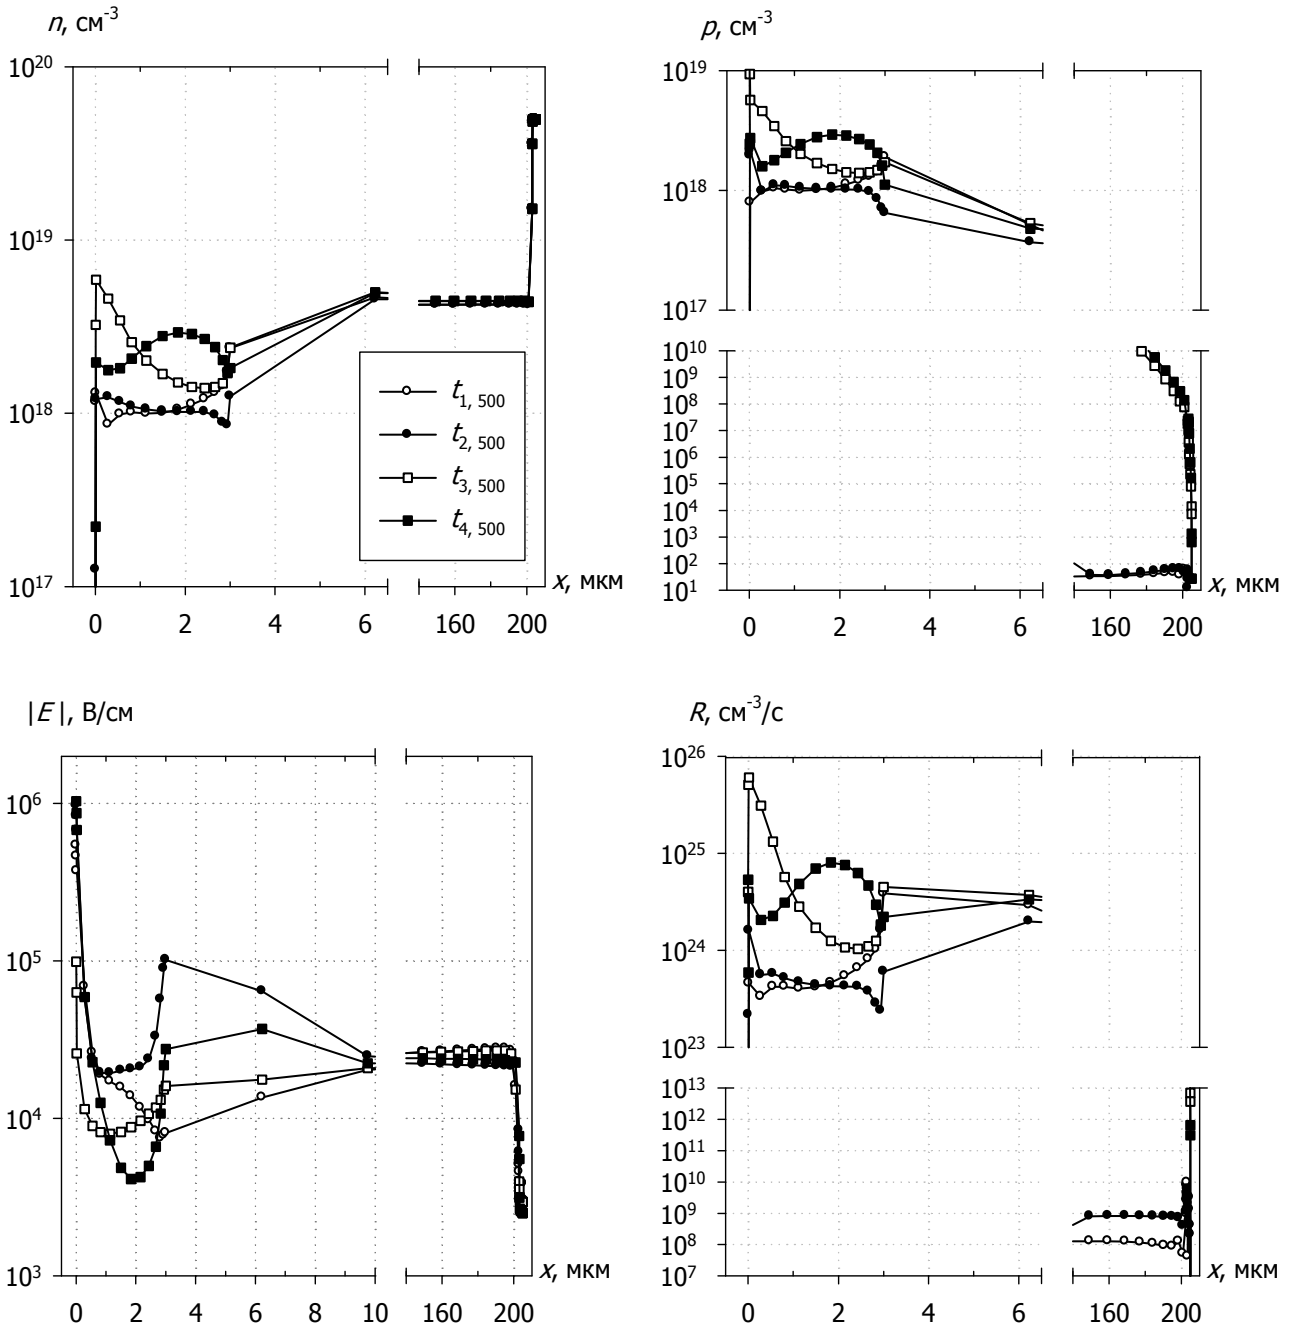 n, см⁻³
10²⁰
10¹⁹
10¹⁸
10¹⁷
0 2 4 6 160 200
x, мкм
t₁, ₅₀₀
t₂, ₅₀₀
t₃, ₅₀₀
t₄, ₅₀₀
p, см⁻³
10¹⁹
10¹⁸
10¹⁷
10¹⁰
10⁹
10⁸
10⁷
10⁶
10⁵
10⁴
10³
10²
10¹
0 2 4 6 160 200
x, мкм
|E|, В/см
10⁶
10⁵
10⁴
10³
0 2 4 6 8 10 160 200
x, мкм
R, см⁻³/с
10²⁶
10²⁵
10²⁴
10²³
10¹³
10¹²
10¹¹
10¹⁰
10⁹
10⁸
10⁷
0 2 4 6 160 200
x, мкм